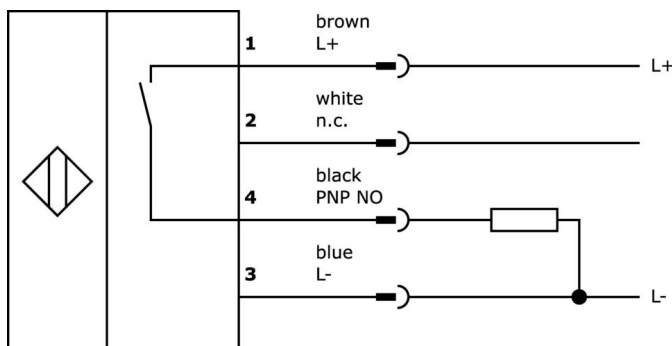 brown
1 L+
L+
white
2 n.c.
black
4 PNP NO
blue
3 L-
L-